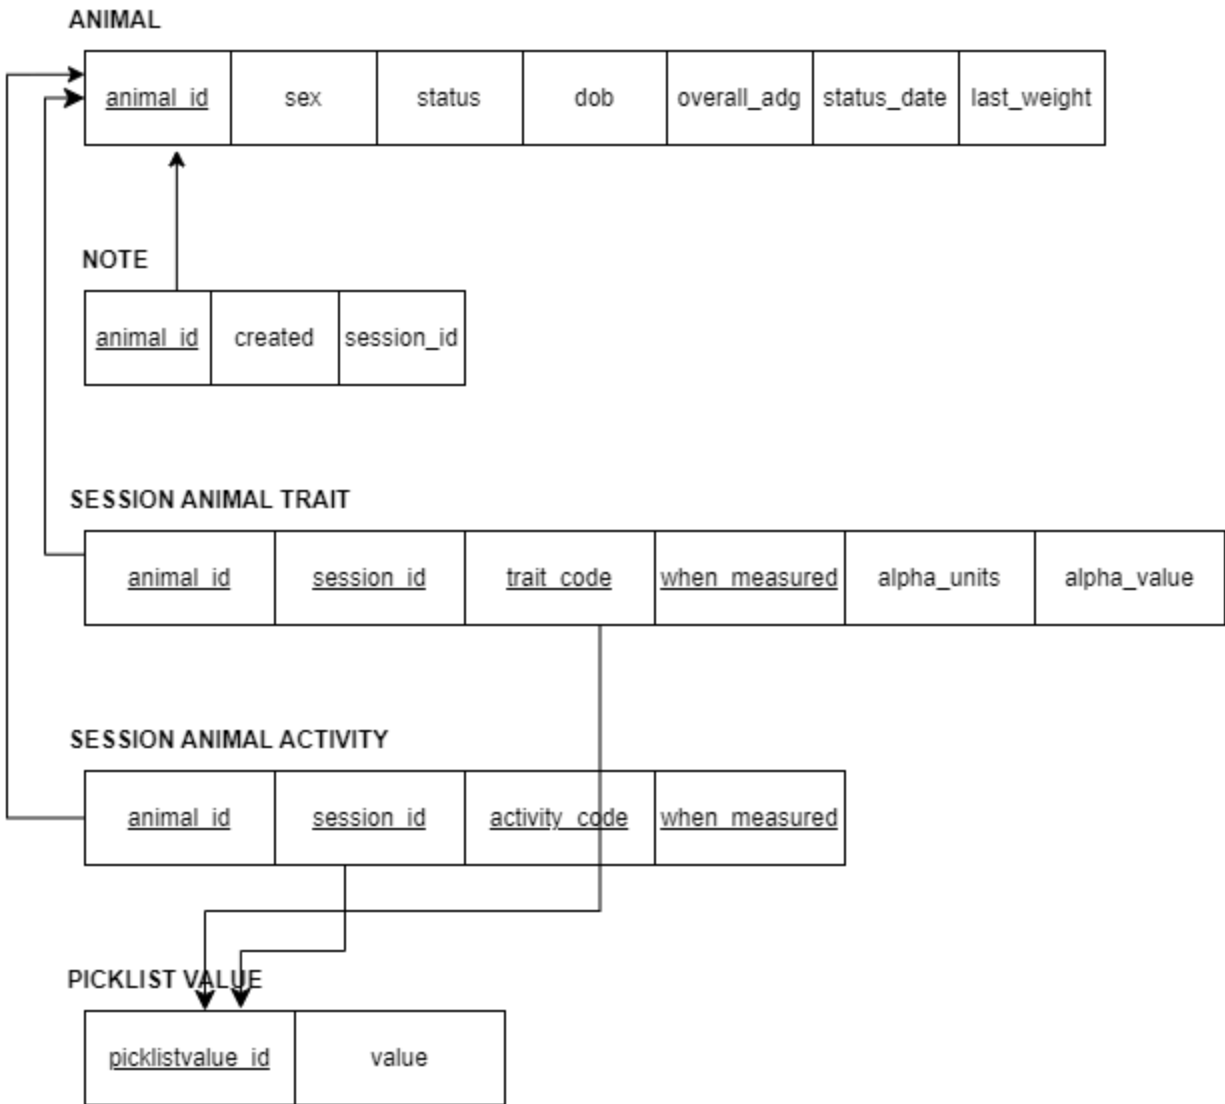 ANIMAL
animal_id sex status dob overall_adg status_date last_weight
NOTE
animal_id created session_id
SESSION ANIMAL TRAIT
animal_id session_id trait_code when_measured alpha_units alpha_value
SESSION ANIMAL ACTIVITY
animal_id session_id activity_code when_measured
PICKLIST VALUE
picklistvalue_id value